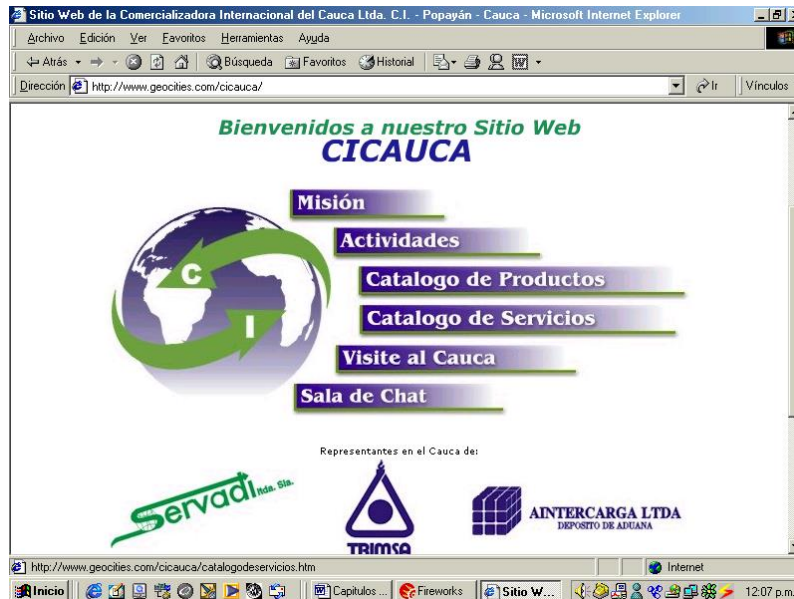 Sitio Web de la Comercializadora Internacional del Cauca Ltda. C.I. - Popayán - Cauca - Microsoft Internet Explorer
Archivo Edición Ver Favoritos Herramientas Ayuda
Atrás Búsqueda Favoritos Historial
Dirección http://www.geocities.com/cicauca/ Ir Vínculos
Bienvenidos a nuestro Sitio Web
CICAUCA
Misión
Actividades
C
Catalogo de Productos
I
Catalogo de Servicios
Visite al Cauca
Sala de Chat
Representantes en el Cauca de:
Servadi ltda. Sia.
TRIMSA
AINTERCARGA LTDA
DEPOSITO DE ADUANA
http://www.geocities.com/cicauca/catalogodeservicios.htm Internet
Inicio Capitulos ... Fireworks Sitio W... 12:07 p.m.